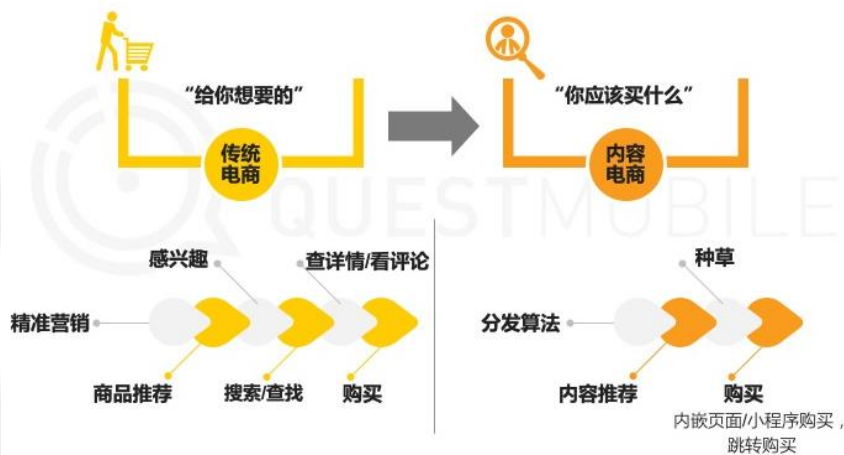 “给你想要的”
传统
电商
“你应该买什么”
内容
电商
QUESTMOBILE
感兴趣
查详情/看评论
精准营销
商品推荐
搜索/查找
购买
种草
分发算法
内容推荐
购买
内嵌页面/小程序购买，
跳转购买